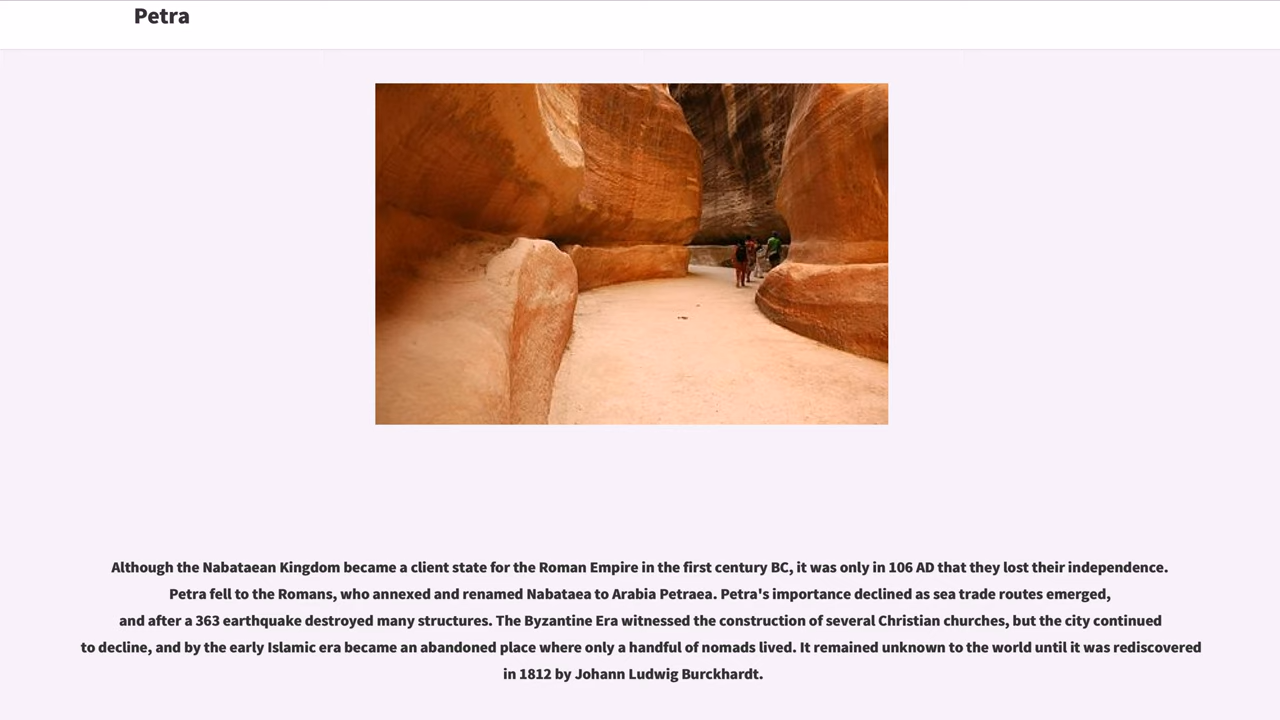 Petra
Although the Nabataean Kingdom became a client state for the Roman Empire in the first century BC, it was only in 106 AD that they lost their independence.
Petra fell to the Romans, who annexed and renamed Nabataea to Arabia Petraea. Petra's importance declined as sea trade routes emerged,
and after a 363 earthquake destroyed many structures. The Byzantine Era witnessed the construction of several Christian churches, but the city continued
to decline, and by the early Islamic era became an abandoned place where only a handful of nomads lived. It remained unknown to the world until it was rediscovered
in 1812 by Johann Ludwig Burckhardt.